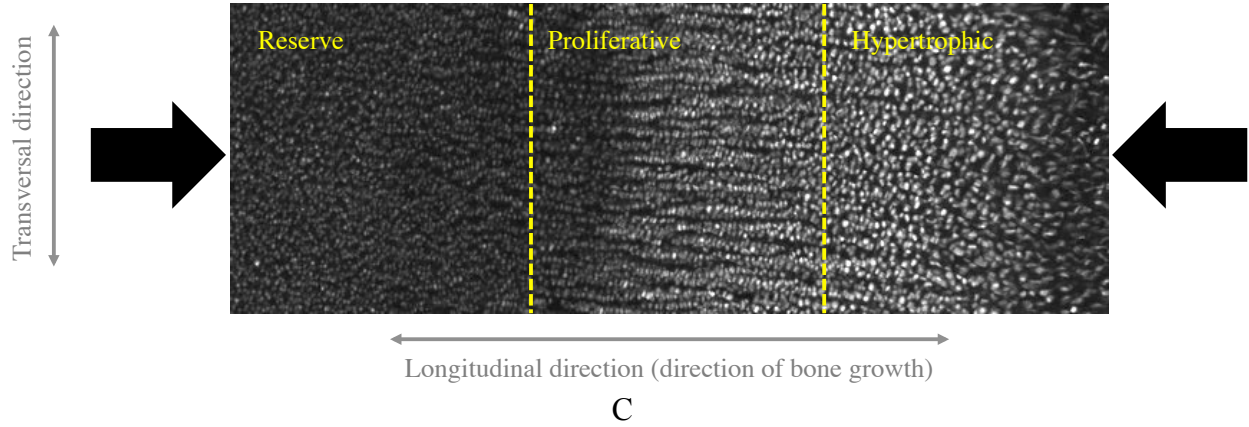 Transversal direction
Reserve
Proliferative
Hypertrophic
Longitudinal direction (direction of bone growth)
C